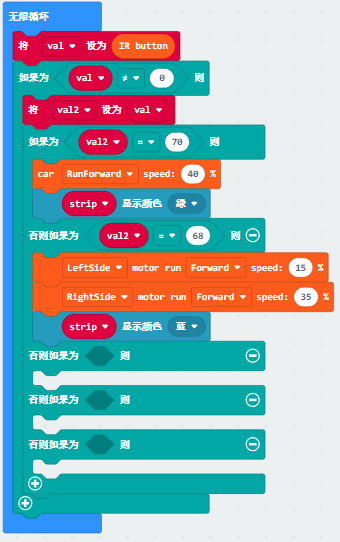 无限循环
将 val 设为 IR button
如果为 val ≠ 0 则
将 val2 设为 val
如果为 val2 = 70 则
car RunForward speed: 40 %
strip 显示颜色 绿
否则如果为 val2 = 68 则
LeftSide motor run Forward speed: 15 %
RightSide motor run Forward speed: 35 %
strip 显示颜色 蓝
否则如果为 则
否则如果为 则
否则如果为 则